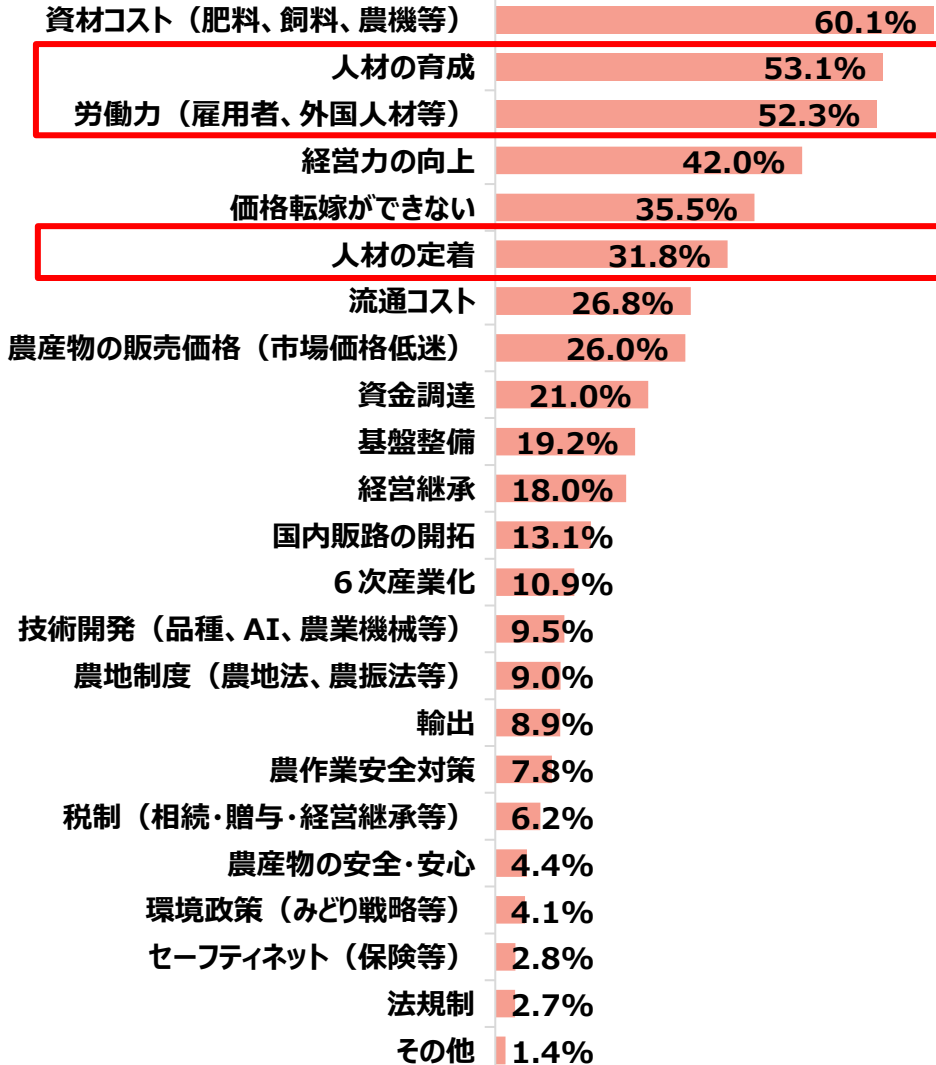 資材コスト（肥料、飼料、農機等） 60.1%
人材の育成 53.1%
労働力（雇用者、外国人材等） 52.3%
経営力の向上 42.0%
価格転嫁ができない 35.5%
人材の定着 31.8%
流通コスト 26.8%
農産物の販売価格（市場価格低迷） 26.0%
資金調達 21.0%
基盤整備 19.2%
経営継承 18.0%
国内販路の開拓 13.1%
６次産業化 10.9%
技術開発（品種、AI、農業機械等） 9.5%
農地制度（農地法、農振法等） 9.0%
輸出 8.9%
農作業安全対策 7.8%
税制（相続・贈与・経営継承等） 6.2%
農産物の安全・安心 4.4%
環境政策（みどり戦略等） 4.1%
セーフティネット（保険等） 2.8%
法規制 2.7%
その他 1.4%